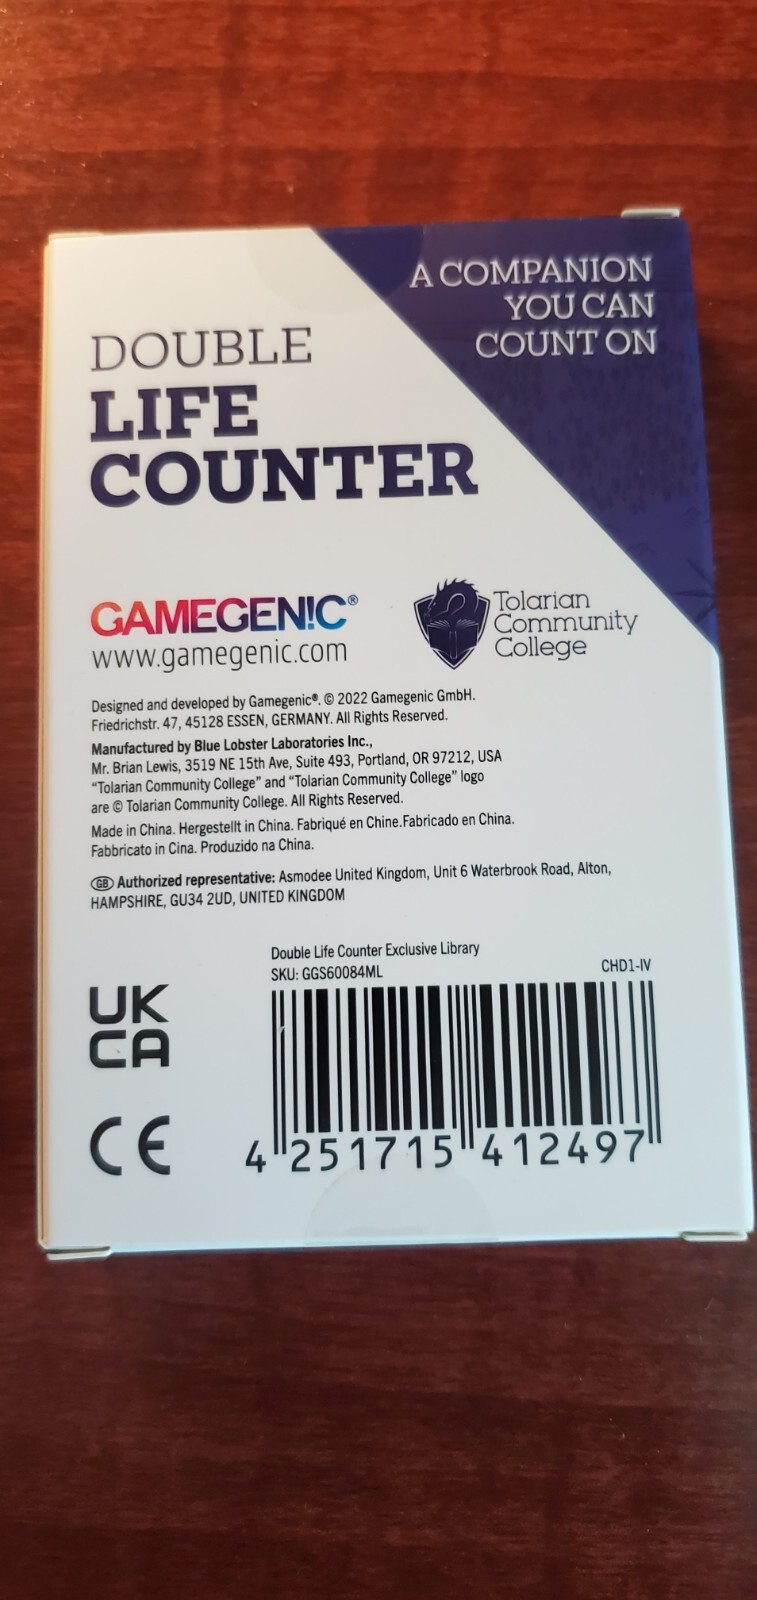 A COMPANION
YOU CAN
COUNT ON
DOUBLE
LIFE
COUNTER
GAMEGEN!C®
www.gamegenic.com
Tolarian
Community
College
Designed and developed by Gamegenic®. © 2022 Gamegenic GmbH.
Friedrichstr. 47, 45128 ESSEN, GERMANY. All Rights Reserved.
Manufactured by Blue Lobster Laboratories Inc.,
Mr. Brian Lewis, 3519 NE 15th Ave, Suite 493, Portland, OR 97212, USA
“Tolarian Community College” and “Tolarian Community College” logo
are © Tolarian Community College. All Rights Reserved.
Made in China. Hergestellt in China. Fabriqué en Chine.Fabricado en China.
Fabbricato in Cina. Produzido na China.
GB Authorized representative: Asmodee United Kingdom, Unit 6 Waterbrook Road, Alton,
HAMPSHIRE, GU34 2UD, UNITED KINGDOM
Double Life Counter Exclusive Library
SKU: GGS60084ML
CHD1-IV
UK
CA
CE
4 251715 412497